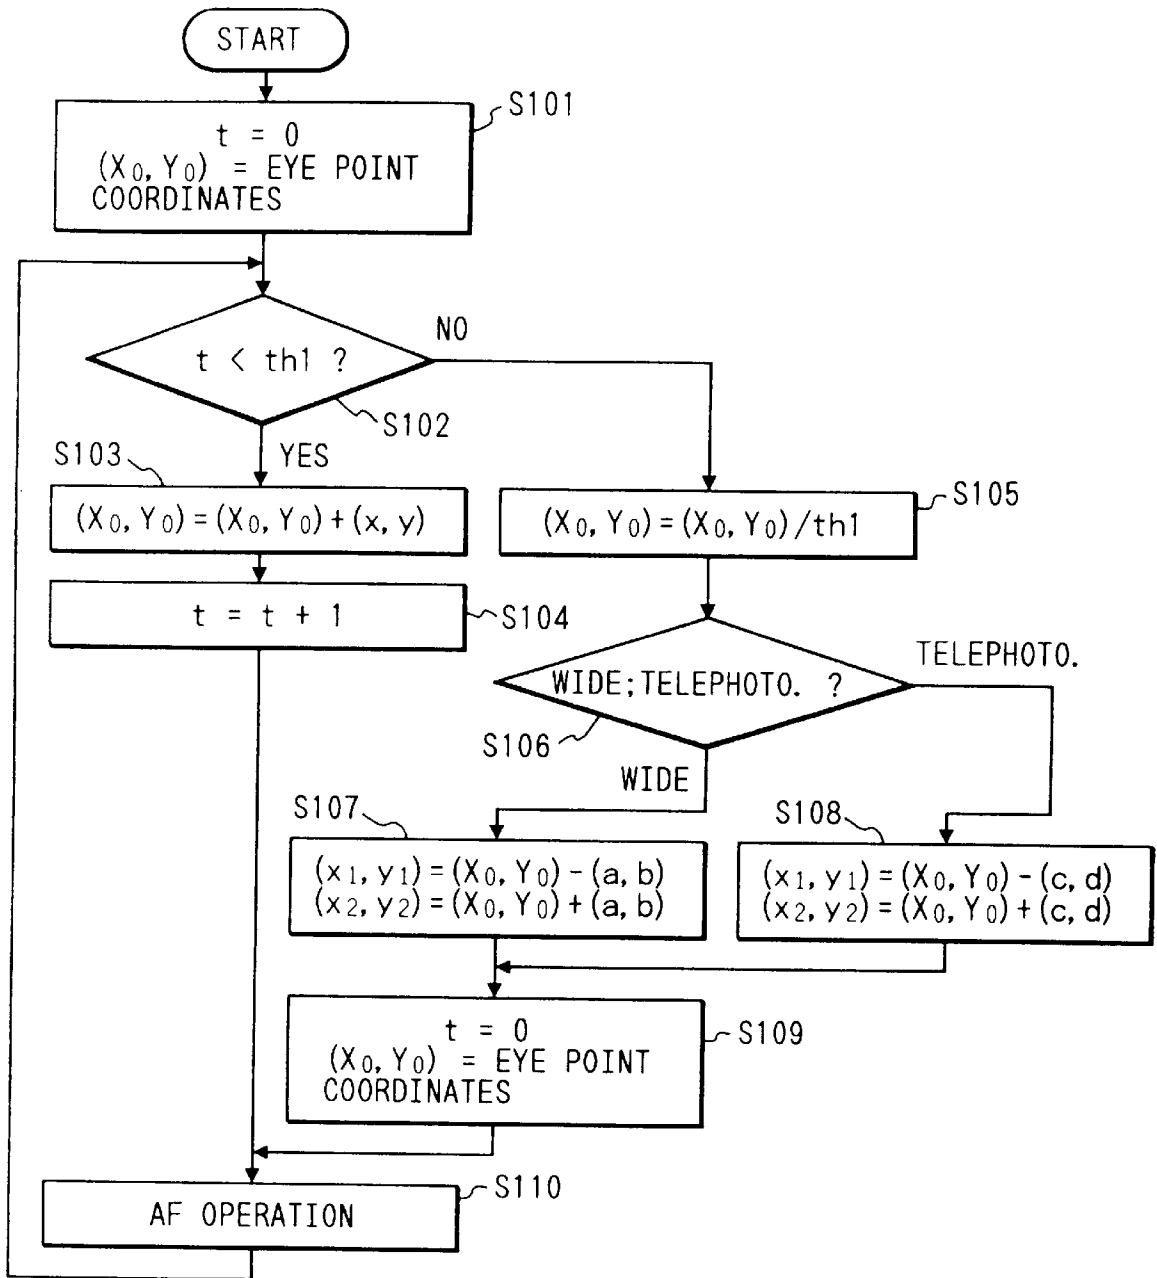 START
S101
t = 0
(X0, Y0) = EYE POINT
COORDINATES
NO
t < th1 ?
S102
YES
S103
(X0, Y0) = (X0, Y0) + (x, y)
S105
(X0, Y0) = (X0, Y0) / th1
t = t + 1
S104
TELEPHOTO.
WIDE;TELEPHOTO. ?
S106
WIDE
S107
(x1, y1) = (X0, Y0) − (a, b)
(x2, y2) = (X0, Y0) + (a, b)
S108
(x1, y1) = (X0, Y0) − (c, d)
(x2, y2) = (X0, Y0) + (c, d)
S109
t = 0
(X0, Y0) = EYE POINT
COORDINATES
S110
AF OPERATION